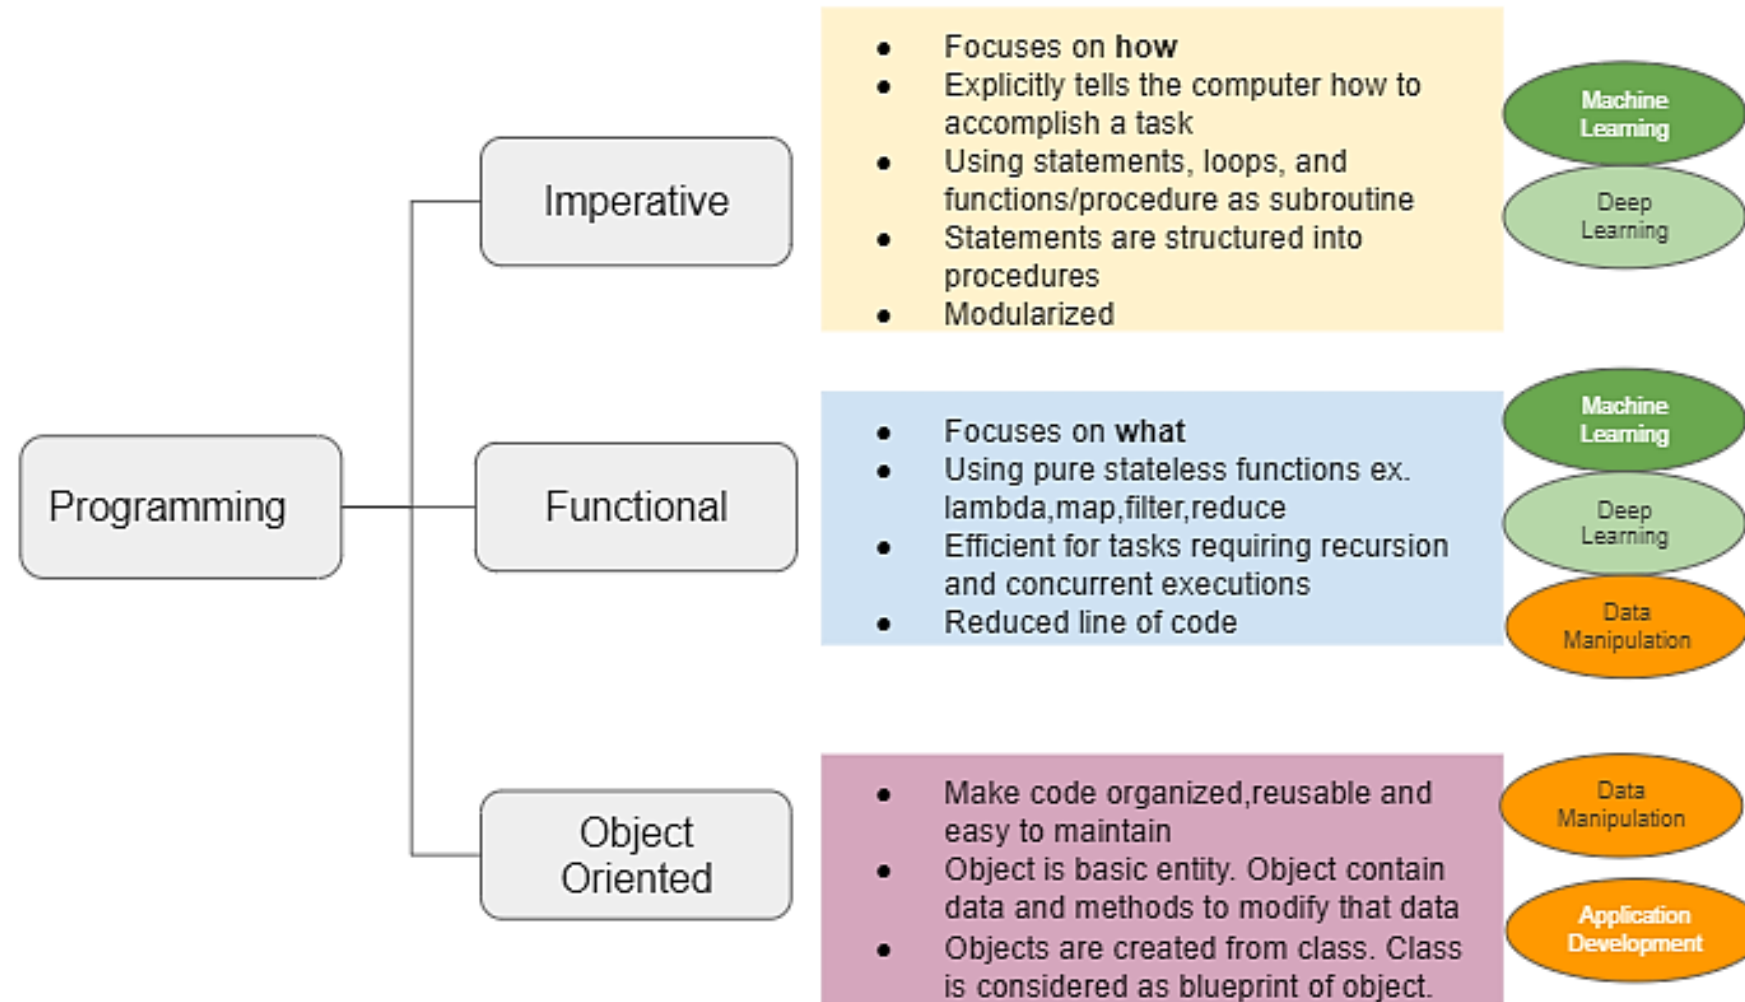 Programming
Imperative
● Focuses on how
● Explicitly tells the computer how to
accomplish a task
● Using statements, loops, and
functions/procedure as subroutine
● Statements are structured into
procedures
● Modularized
Machine
Learning
Deep
Learning
Functional
● Focuses on what
● Using pure stateless functions ex.
lambda,map,filter,reduce
● Efficient for tasks requiring recursion
and concurrent executions
● Reduced line of code
Machine
Learning
Deep
Learning
Data
Manipulation
Object
Oriented
● Make code organized,reusable and
easy to maintain
● Object is basic entity. Object contain
data and methods to modify that data
● Objects are created from class. Class
is considered as blueprint of object.
Data
Manipulation
Application
Development